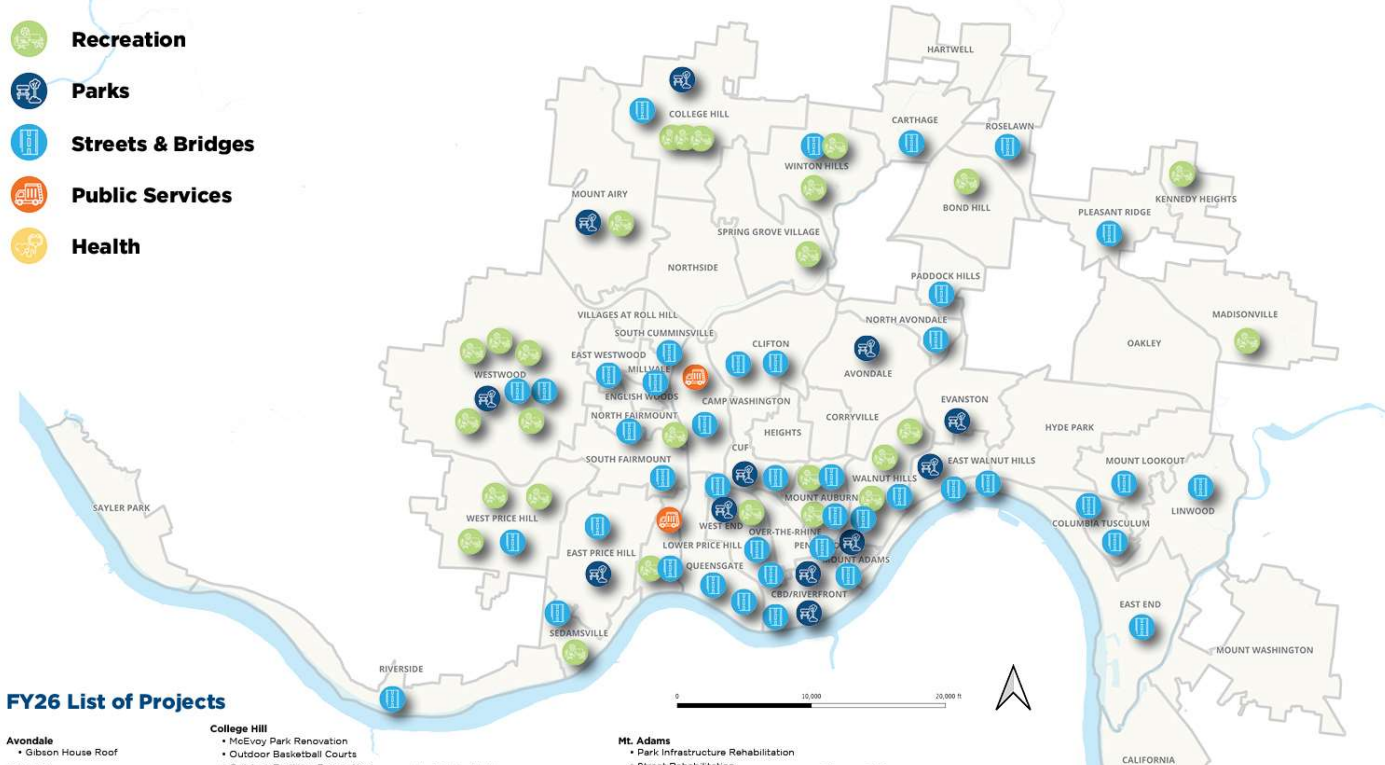 Recreation
Parks
Streets & Bridges
Public Services
Health
HARTWELL
COLLEGE HILL
CARTHAGE
ROSELAWN
WINTON HILLS
MOUNT AIRY
BOND HILL
KENNEDY HEIGHTS
PLEASANT RIDGE
SPRING GROVE VILLAGE
NORTHSIDE
PADDOCK HILLS
VILLAGES AT ROLL HILL
NORTH AVONDALE
MADISONVILLE
SOUTH CUMMINSVILLE
CLIFTON
OAKLEY
EAST WESTWOOD
MILLVALE
WESTWOOD
AVONDALE
ENGLISH WOODS
CAMP WASHINGTON
EVANSTON
NORTH FAIRMOUNT
CORRYVILLE
HEIGHTS
HYDE PARK
CUF
SOUTH FAIRMOUNT
EAST WALNUT HILLS
MOUNT LOOKOUT
WALNUT HILLS
MOUNT AUBURN
SAYLER PARK
WEST PRICE HILL
WEST END
OVER-THE-RHINE
COLUMBIA TUSCULUM
LINWOOD
EAST PRICE HILL
LOWER PRICE HILL
MOUNT ADAMS
QUEENSGATE
CBD/RIVERFRONT
EAST END
SEDAMSVILLE
MOUNT WASHINGTON
RIVERSIDE
CALIFORNIA
0 10,000 20,000 ft
FY26 List of Projects
Avondale
• Gibson House Roof
College Hill
• McEvoy Park Renovation
• Outdoor Basketball Courts
Mt. Adams
• Park Infrastructure Rehabilitation